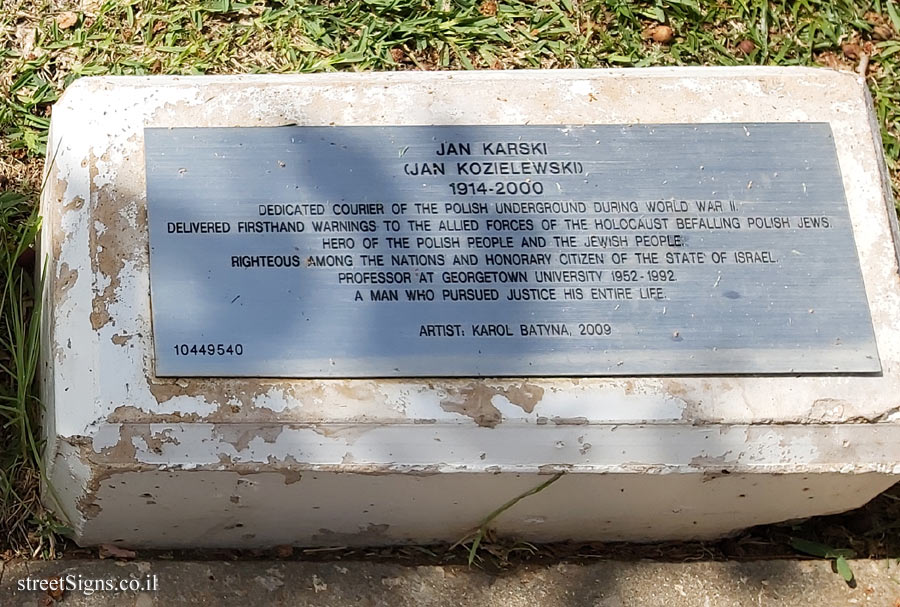 JAN KARSKI
(JAN KOZIELEWSKI)
1914-2000
DEDICATED COURIER OF THE POLISH UNDERGROUND DURING WORLD WAR II.
DELIVERED FIRSTHAND WARNINGS TO THE ALLIED FORCES OF THE HOLOCAUST BEFALLING POLISH JEWS.
HERO OF THE POLISH PEOPLE AND THE JEWISH PEOPLE.
RIGHTEOUS AMONG THE NATIONS AND HONORARY CITIZEN OF THE STATE OF ISRAEL.
PROFESSOR AT GEORGETOWN UNIVERSITY 1952-1992.
A MAN WHO PURSUED JUSTICE HIS ENTIRE LIFE.
ARTIST: KAROL BATYNA, 2009
10449540
streetSigns.co.il